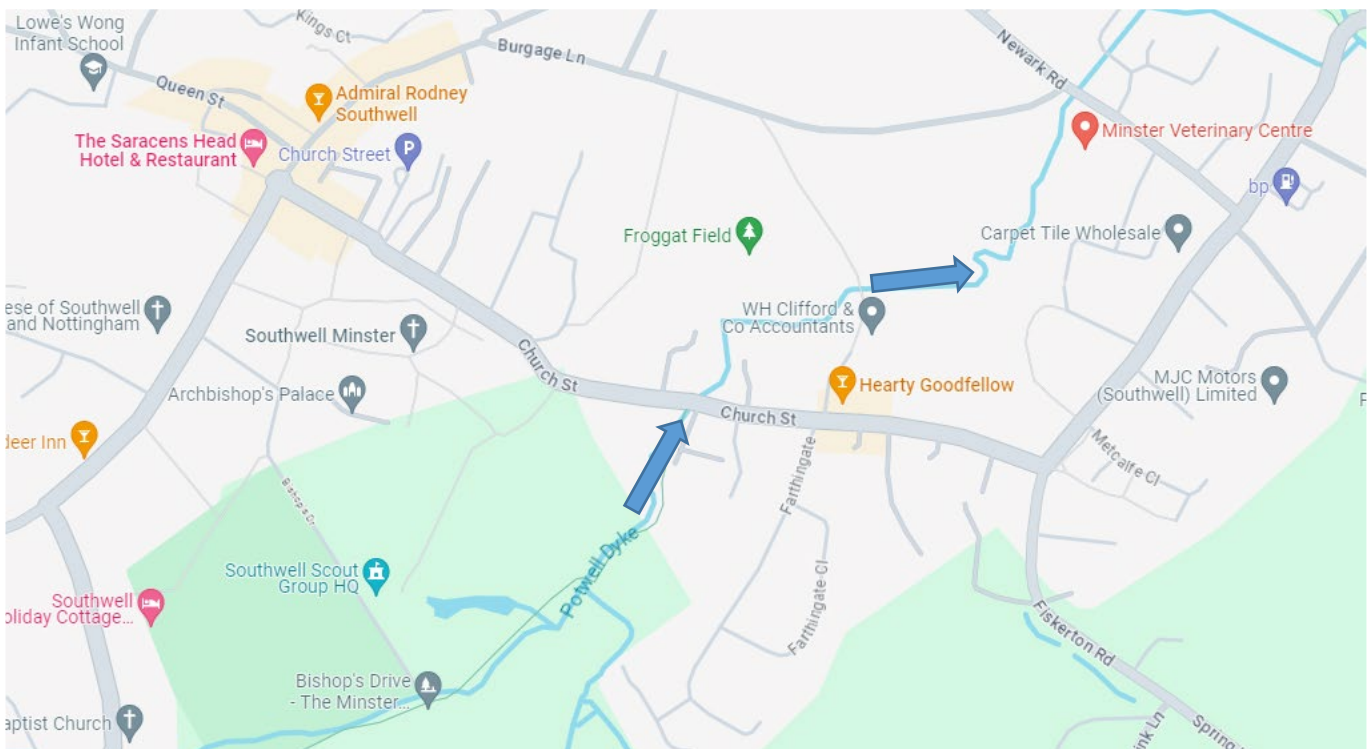 Lowe's Wong
Infant School
Kings Ct
Burgage Ln
Newark Rd
Queen St
Admiral Rodney
Southwell
The Saracens Head
Hotel & Restaurant
Church Street
P
Minster Veterinary Centre
bp
Froggat Field
Carpet Tile Wholesale
ese of Southwell
and Nottingham
WH Clifford &
Co Accountants
Southwell Minster
Church St
Archbishop's Palace
Hearty Goodfellow
MJC Motors
(Southwell) Limited
Church St
deer Inn
Metcalfe Cl
Farthingate
Bishop's Dr
Potwell Dyke
Southwell Scout
Group HQ
Southwell
oliday Cottage...
Farthingate Cl
Fiskerton Rd
Bishop's Drive
- The Minster...
aptist Church
ink Ln
Spring